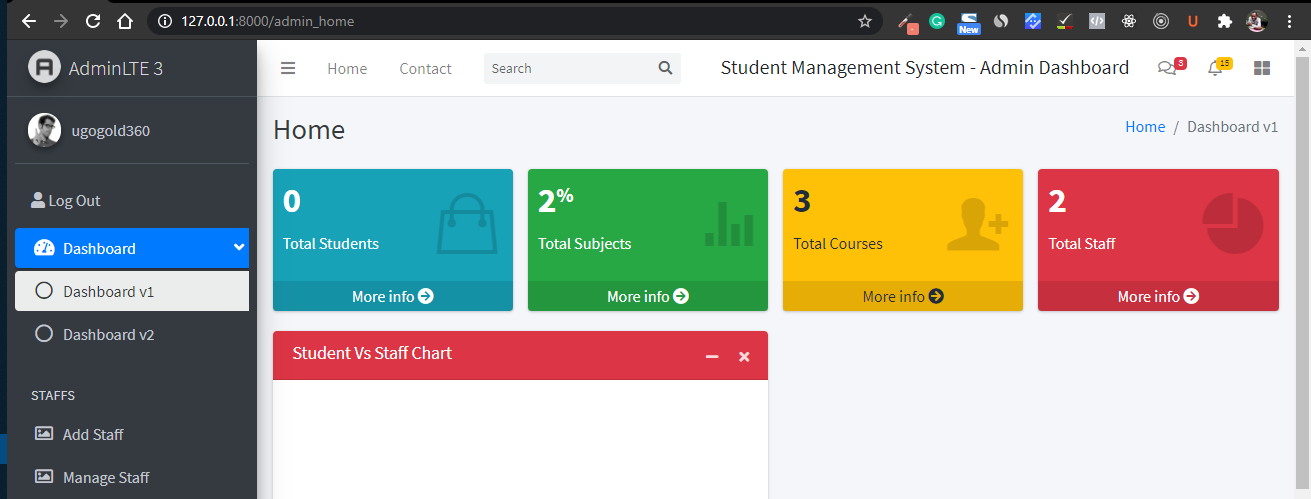 127.0.0.1:8000/admin_home
New
U
AdminLTE 3
Home
Contact
Search
Student Management System - Admin Dashboard
3
15
ugogold360
Home
Home / Dashboard v1
Log Out
Dashboard
Dashboard v1
Dashboard v2
STAFFS
Add Staff
Manage Staff
0
Total Students
More info
2%
Total Subjects
More info
3
Total Courses
More info
2
Total Staff
More info
Student Vs Staff Chart